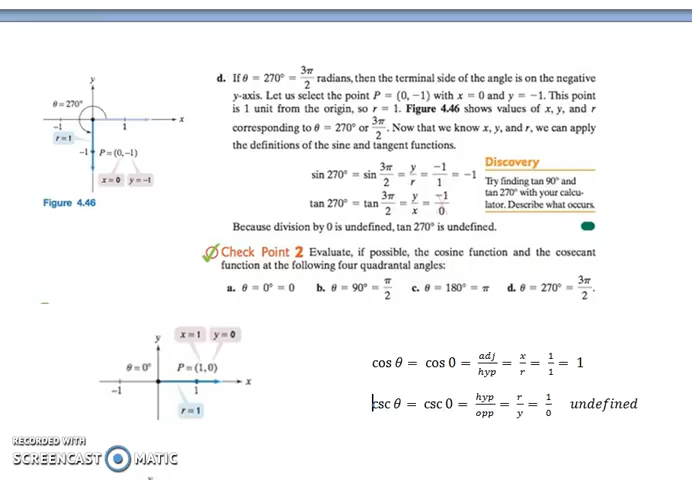 y
θ = 270°
x
−1
1
r = 1
−1
P = (0, −1)
x = 0 y = −1
Figure 4.46
d. If θ = 270° = 3π/2 radians, then the terminal side of the angle is on the negative
y-axis. Let us select the point P = (0, −1) with x = 0 and y = −1. This point
is 1 unit from the origin, so r = 1. Figure 4.46 shows values of x, y, and r
corresponding to θ = 270° or 3π/2. Now that we know x, y, and r, we can apply
the definitions of the sine and tangent functions.
sin 270° = sin 3π/2 = y/r = −1/1 = −1
tan 270° = tan 3π/2 = y/x = −1/0
Discovery
Try finding tan 90° and
tan 270° with your calcu-
lator. Describe what occurs.
Because division by 0 is undefined, tan 270° is undefined.
Check Point 2 Evaluate, if possible, the cosine function and the cosecant
function at the following four quadrantal angles:
a. θ = 0° = 0 b. θ = 90° = π/2 c. θ = 180° = π d. θ = 270° = 3π/2.
x = 1 y = 0
y
θ = 0°
P = (1, 0)
x
−1
1
r = 1
cos θ = cos 0 = adj/hyp = x/r = 1/1 = 1
csc θ = csc 0 = hyp/opp = r/y = 1/0 undefined
RECORDED WITH
SCREENCAST MATIC